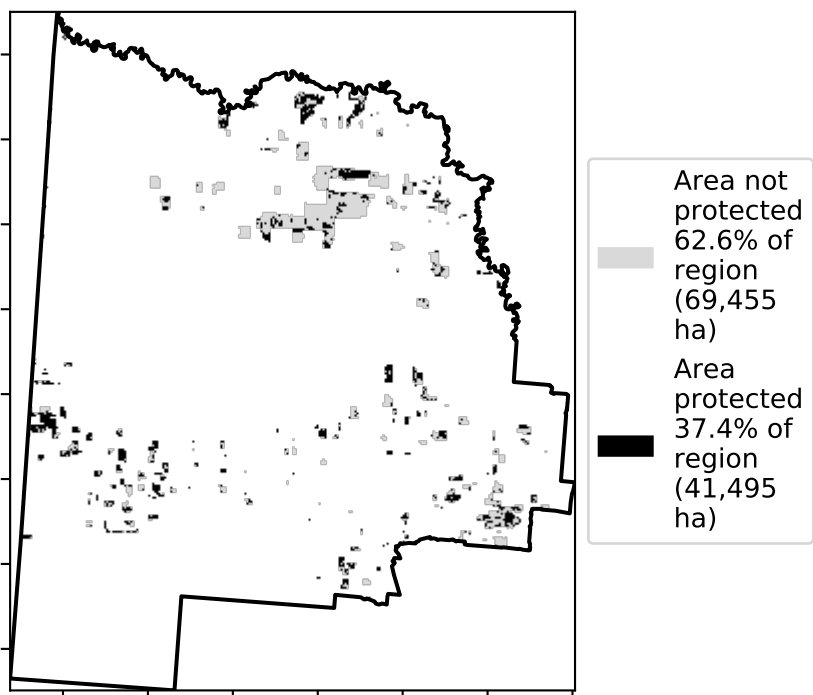 Area not
protected
62.6% of
region
(69,455
ha)
Area
protected
37.4% of
region
(41,495
ha)